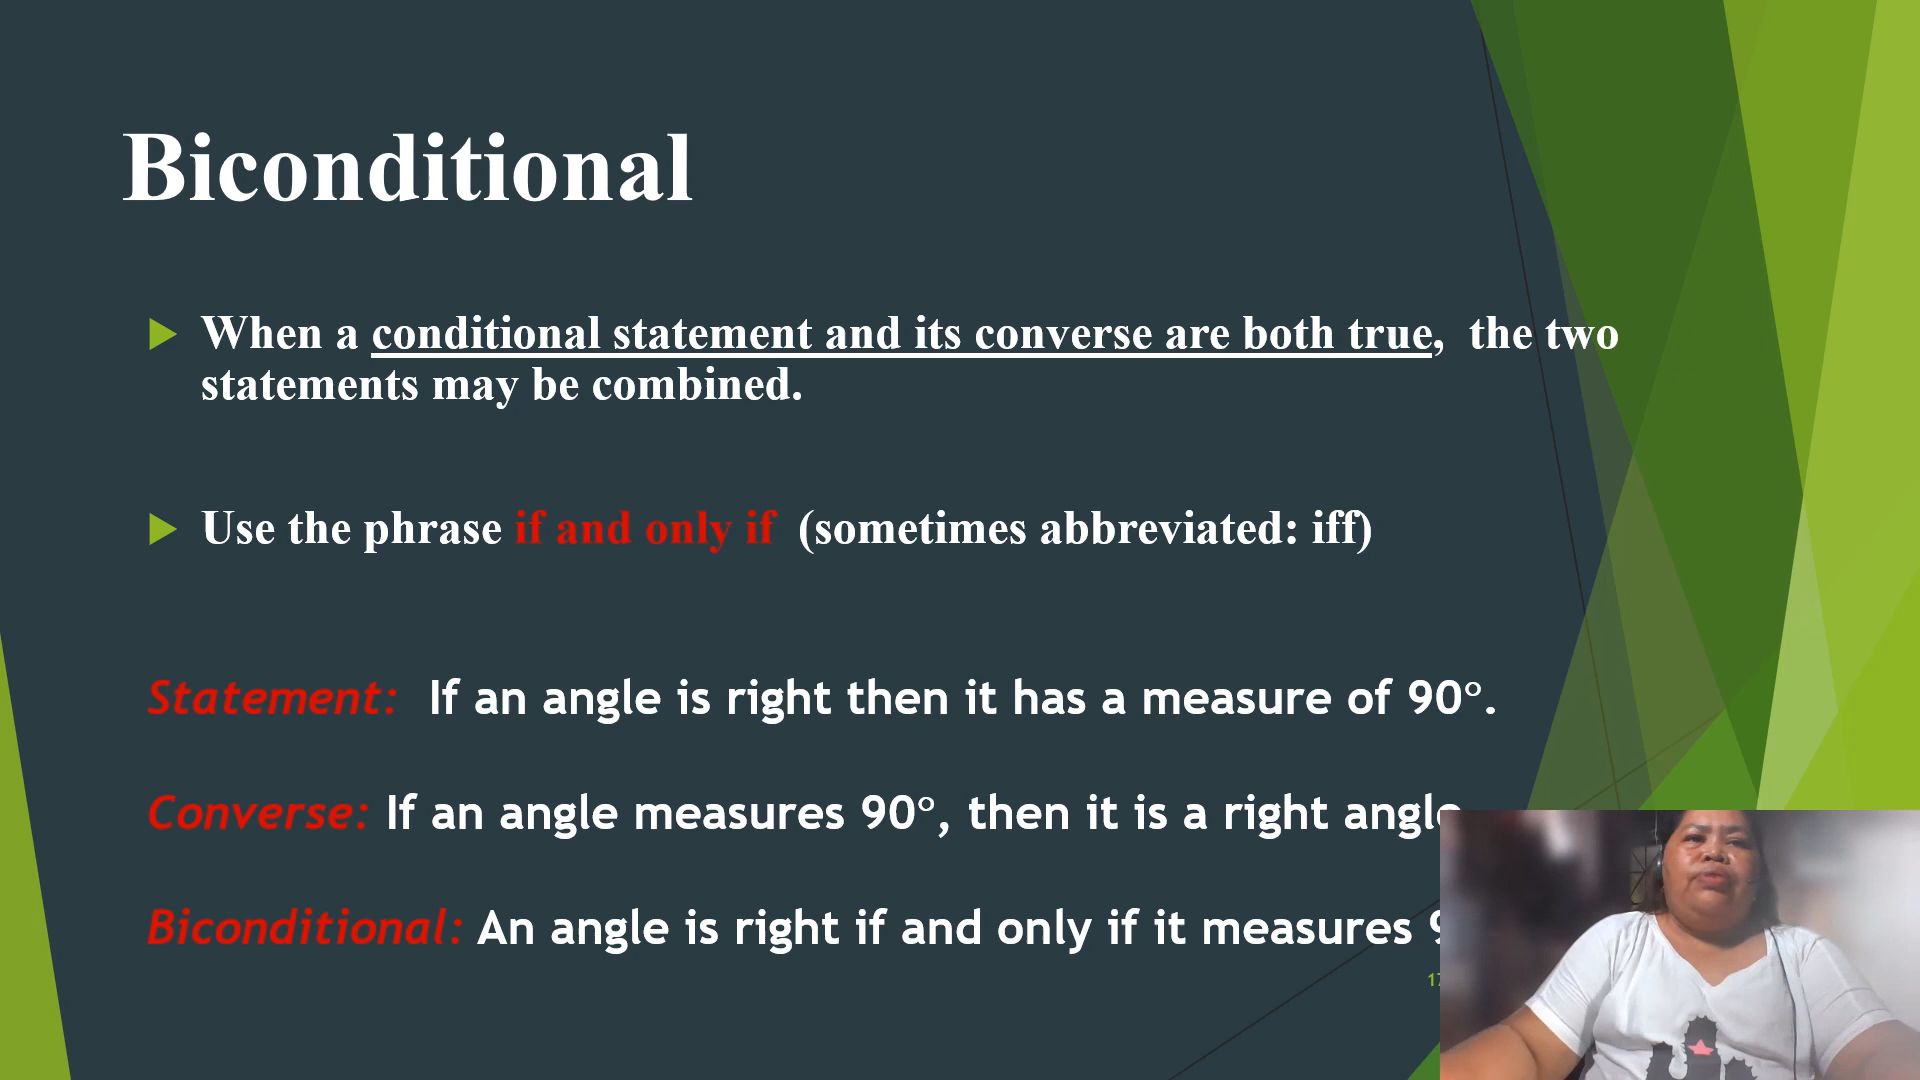 Biconditional
When a conditional statement and its converse are both true, the two
statements may be combined.
Use the phrase if and only if (sometimes abbreviated: iff)
Statement: If an angle is right then it has a measure of 90°.
Converse: If an angle measures 90°, then it is a right angle
Biconditional: An angle is right if and only if it measures